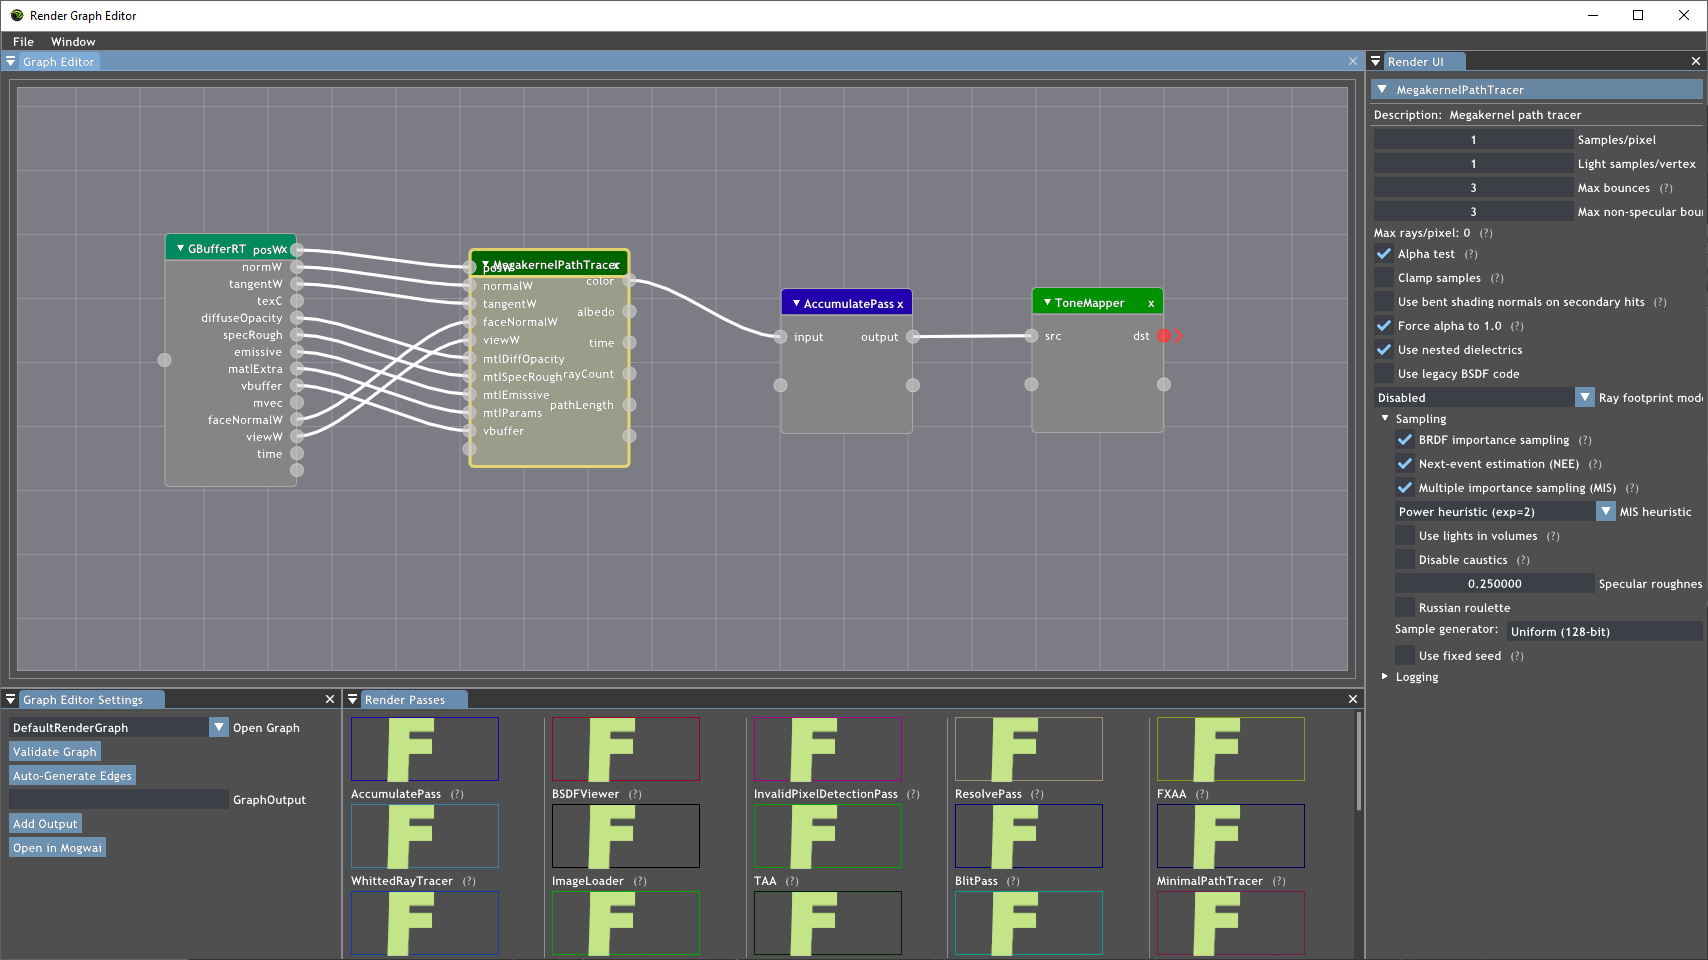 Render Graph Editor
File Window
Graph Editor
GBufferRT x
posW
normW
tangentW
texC
diffuseOpacity
specRough
emissive
matlExtra
vbuffer
mvec
faceNormalW
viewW
time
MegakernelPathTracer x
posW
normalW
tangentW
faceNormalW
viewW
mtlDiffOpacity
mtlSpecRough
mtlEmissive
mtlParams
vbuffer
color
albedo
time
rayCount
pathLength
AccumulatePass x
input output
ToneMapper x
src dst
Render UI
MegakernelPathTracer
Description: Megakernel path tracer
1 Samples/pixel
1 Light samples/vertex
3 Max bounces (?)
3 Max non-specular bour
Max rays/pixel: 0 (?)
Alpha test (?)
Clamp samples (?)
Use bent shading normals on secondary hits (?)
Force alpha to 1.0 (?)
Use nested dielectrics
Use legacy BSDF code
Disabled Ray footprint mode
Sampling
BRDF importance sampling (?)
Next-event estimation (NEE) (?)
Multiple importance sampling (MIS) (?)
Power heuristic (exp=2) MIS heuristic
Use lights in volumes (?)
Disable caustics (?)
0.250000 Specular roughnes
Russian roulette
Sample generator: Uniform (128-bit)
Use fixed seed (?)
Logging
Graph Editor Settings
DefaultRenderGraph Open Graph
Validate Graph
Auto-Generate Edges
GraphOutput
Add Output
Open in Mogwai
Render Passes
F F F F F
AccumulatePass (?) BSDFViewer (?) InvalidPixelDetectionPass (?) ResolvePass (?) FXAA (?)
F F F F F
WhittedRayTracer (?) ImageLoader (?) TAA (?) BlitPass (?) MinimalPathTracer (?)
F F F F F